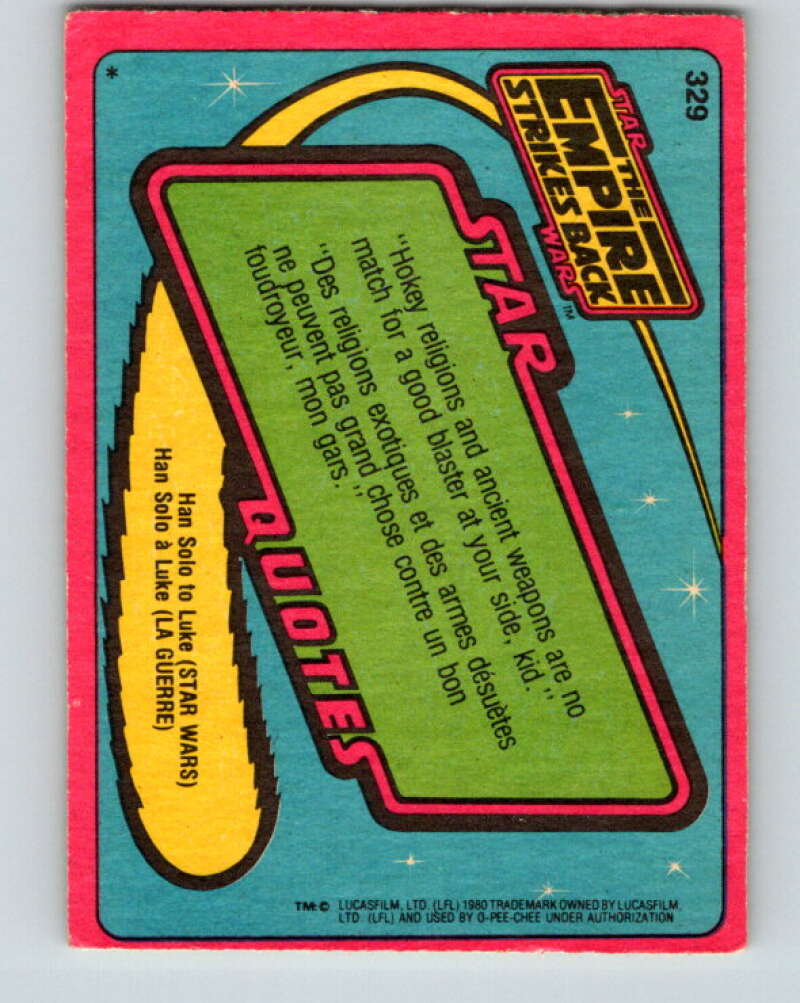 329
STAR
THE
EMPIRE
STRIKES BACK
WARS™
STAR
"Hokey religions and ancient weapons are no
match for a good blaster at your side, kid."
"Des religions exotiques et des armes désuètes
ne peuvent pas grand chose contre un bon
foudroyeur, mon gars."
QUOTES
Han Solo to Luke (STAR WARS)
Han Solo à Luke (LA GUERRE)
*
TM:© LUCASFILM, LTD. (LFL) 1980 TRADEMARK OWNED BY LUCASFILM,
LTD (LFL) AND USED BY O-PEE-CHEE UNDER AUTHORIZATION